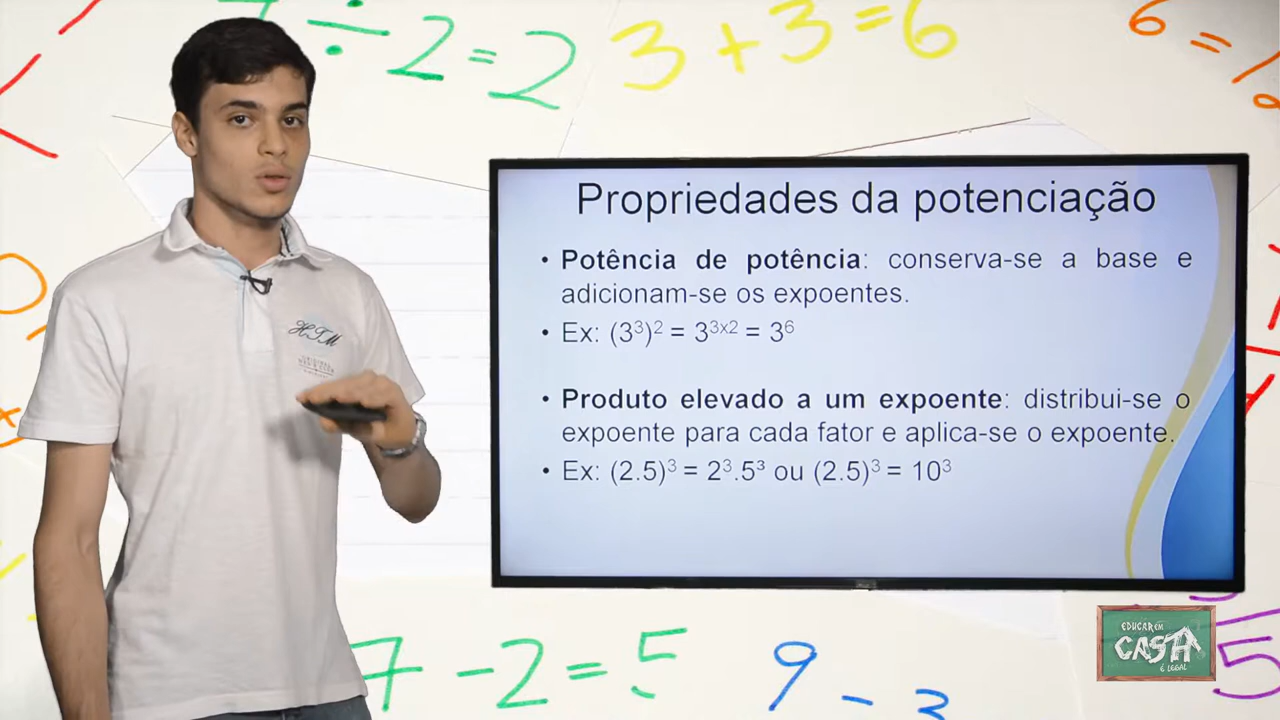 7 ÷ 2 = 2
3 + 3 = 6
6 =
Propriedades da potenciação
• Potência de potência: conserva-se a base e
adicionam-se os expoentes.
• Ex: (3³)² = 3³ˣ² = 3⁶
• Produto elevado a um expoente: distribui-se o
expoente para cada fator e aplica-se o expoente.
• Ex: (2.5)³ = 2³.5³ ou (2.5)³ = 10³
HTM
EDUCAR EM
CASA
É LEGAL
7 - 2 = 5
9 - 3
5